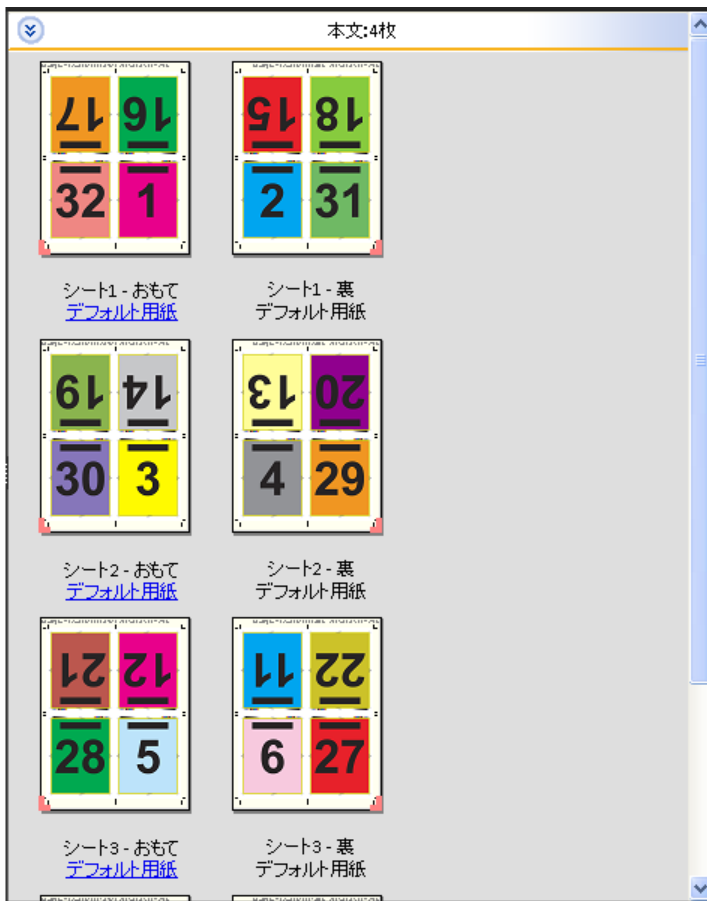 本文:4枚
17 16
32 1
15 18
2 31
シート1 - おもて
デフォルト用紙
シート1 - 裏
デフォルト用紙
19 14
30 3
13 20
4 29
シート2 - おもて
デフォルト用紙
シート2 - 裏
デフォルト用紙
21 12
28 5
11 22
6 27
シート3 - おもて
デフォルト用紙
シート3 - 裏
デフォルト用紙